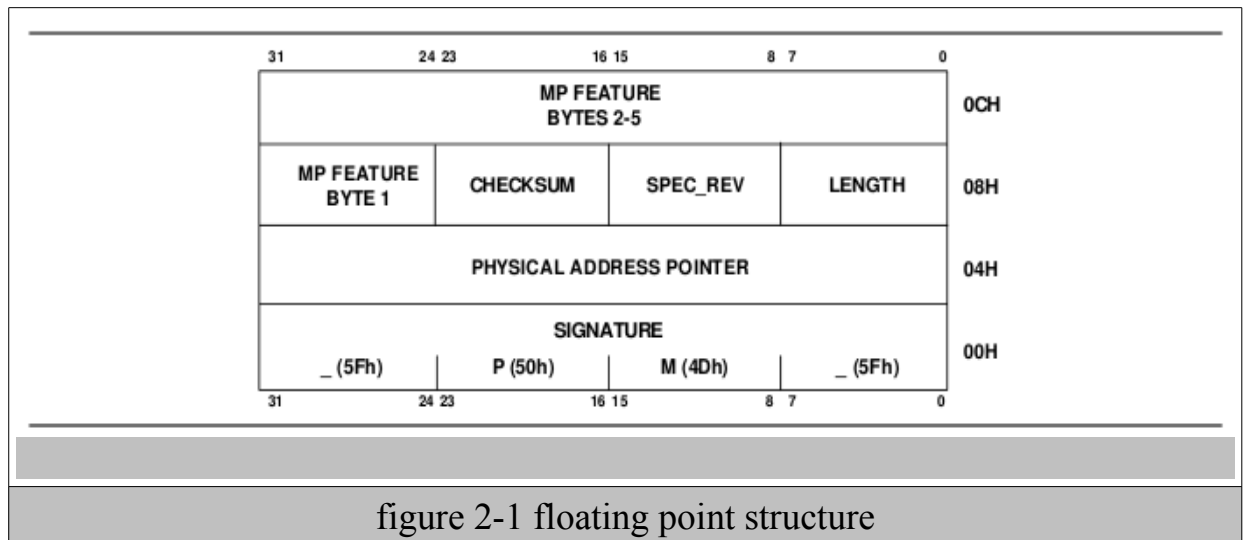 31 24 23 16 15 8 7 0
MP FEATURE
BYTES 2-5
0CH
MP FEATURE
BYTE 1
CHECKSUM
SPEC_REV
LENGTH
08H
PHYSICAL ADDRESS POINTER
04H
SIGNATURE
_ (5Fh)
P (50h)
M (4Dh)
_ (5Fh)
00H
31 24 23 16 15 8 7 0
figure 2-1 floating point structure